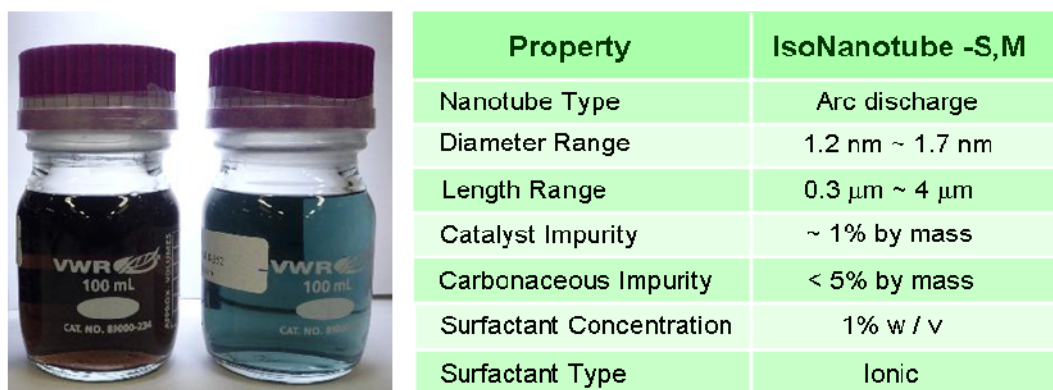 VWR
100 mL
CAT. NO. 89000-234
APPROX VOLUMES
VWR
100 mL
CAT. NO. 89000-
Property IsoNanotube -S,M
Nanotube Type Arc discharge
Diameter Range 1.2 nm ~ 1.7 nm
Length Range 0.3 μm ~ 4 μm
Catalyst Impurity ~ 1% by mass
Carbonaceous Impurity < 5% by mass
Surfactant Concentration 1% w / v
Surfactant Type Ionic